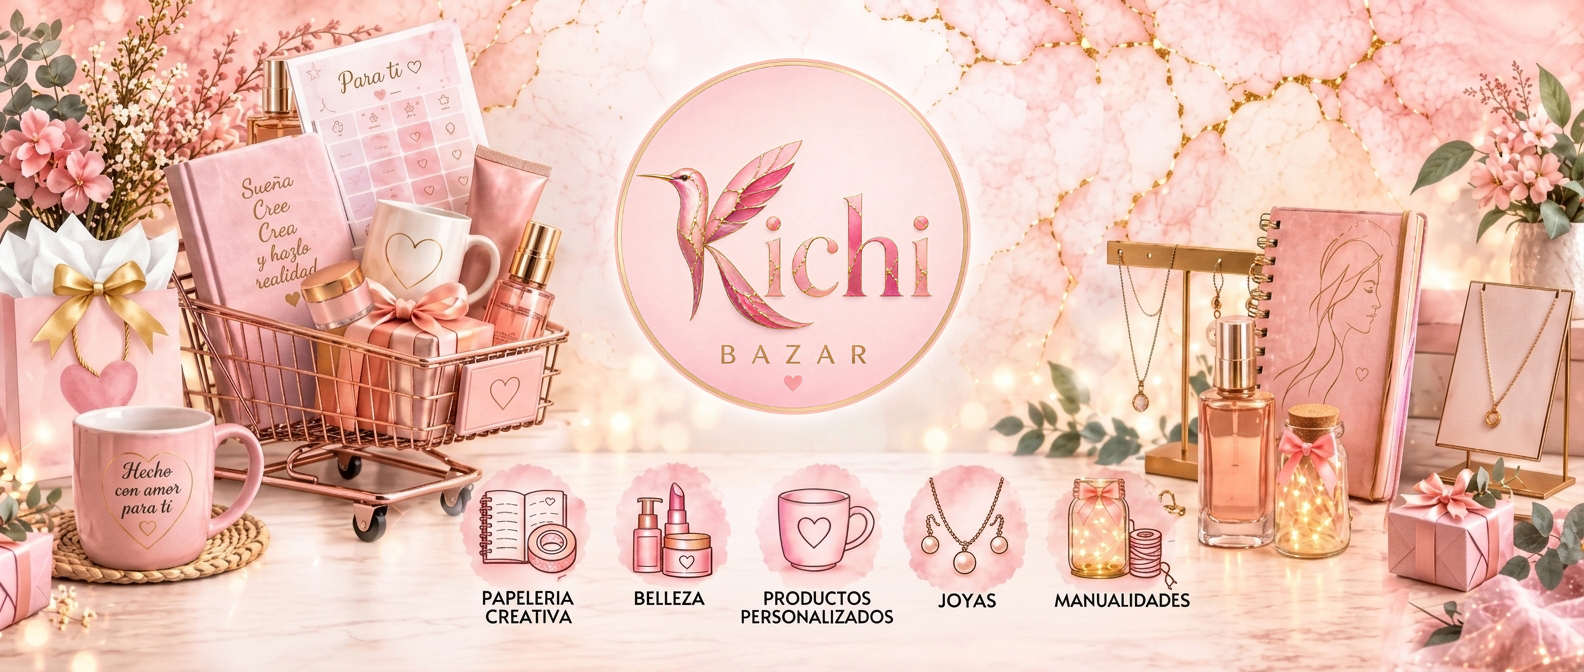 Para ti
Sueña
Cree
Crea
y hazlo
realidad
Kichi
BAZAR
Hecho
con amor
para tí
PAPELERIA
CREATIVA
BELLEZA
PRODUCTOS
PERSONALIZADOS
JOYAS
MANUALIDADES